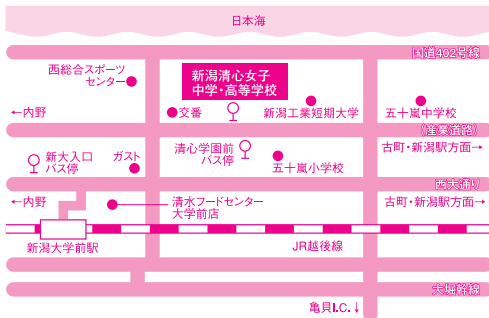 日本海
国道402号線
西総合スポーツ
センター
新潟清心女子
中学・高等学校
交番
新潟工業短期大学
五十嵐中学校
←内野
(産業道路)
古町・新潟駅方面→
清心学園前
バス停
新大入口
バス停
ガスト
五十嵐小学校
西大通り
←内野
清水フードセンター
大学前店
古町・新潟駅方面→
新潟大学前駅
JR越後線
大堀幹線
亀貝I.C.↓